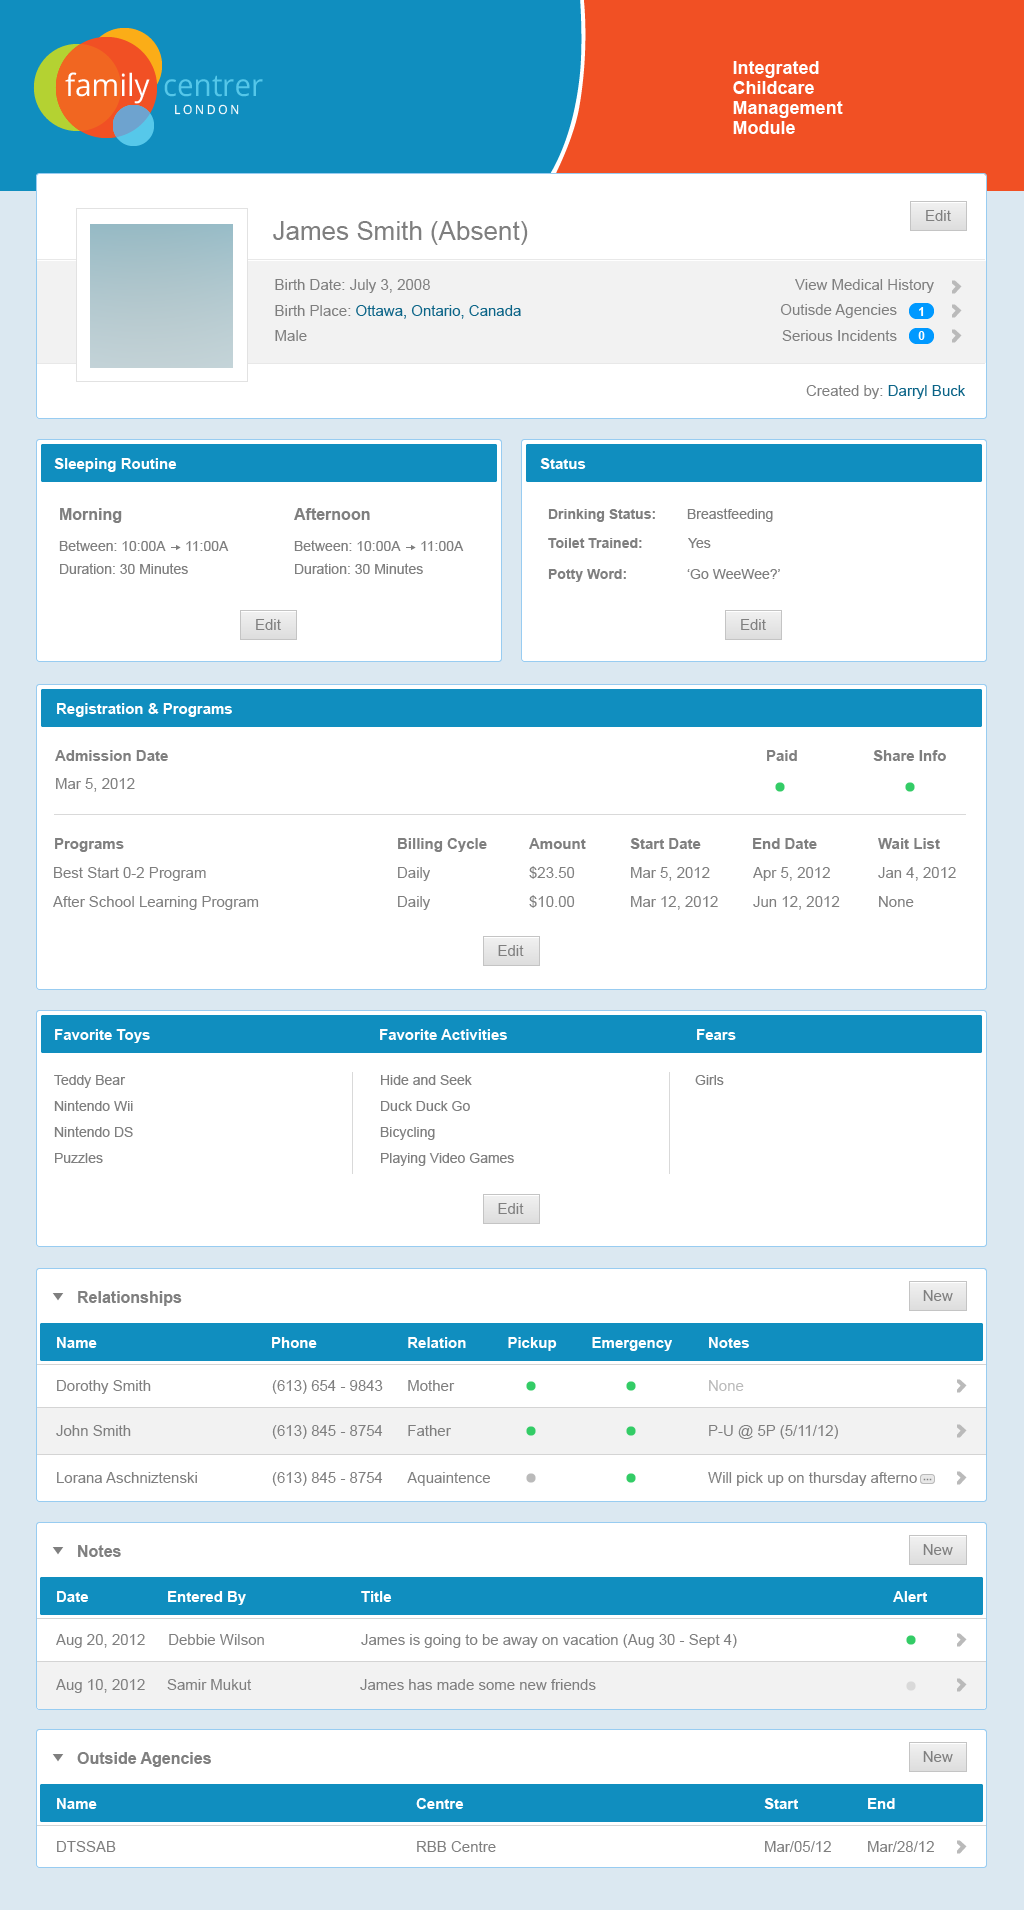 family centrer
LONDON
Integrated
Childcare
Management
Module
James Smith (Absent)
Edit
Birth Date: July 3, 2008
View Medical History
Birth Place: Ottawa, Ontario, Canada
Outisde Agencies 1
Male
Serious Incidents 0
Created by: Darryl Buck
Sleeping Routine
Morning Afternoon
Between: 10:00A ➝ 11:00A Between: 10:00A ➝ 11:00A
Duration: 30 Minutes Duration: 30 Minutes
Edit
Status
Drinking Status: Breastfeeding
Toilet Trained: Yes
Potty Word: ‘Go WeeWee?’
Edit
Registration & Programs
Admission Date Paid Share Info
Mar 5, 2012
Programs Billing Cycle Amount Start Date End Date Wait List
Best Start 0-2 Program Daily $23.50 Mar 5, 2012 Apr 5, 2012 Jan 4, 2012
After School Learning Program Daily $10.00 Mar 12, 2012 Jun 12, 2012 None
Edit
Favorite Toys Favorite Activities Fears
Teddy Bear Hide and Seek Girls
Nintendo Wii Duck Duck Go
Nintendo DS Bicycling
Puzzles Playing Video Games
Edit
Relationships New
Name Phone Relation Pickup Emergency Notes
Dorothy Smith (613) 654 - 9843 Mother None
John Smith (613) 845 - 8754 Father P-U @ 5P (5/11/12)
Lorana Aschniztenski (613) 845 - 8754 Aquaintence Will pick up on thursday afterno ...
Notes New
Date Entered By Title Alert
Aug 20, 2012 Debbie Wilson James is going to be away on vacation (Aug 30 - Sept 4)
Aug 10, 2012 Samir Mukut James has made some new friends
Outside Agencies New
Name Centre Start End
DTSSAB RBB Centre Mar/05/12 Mar/28/12